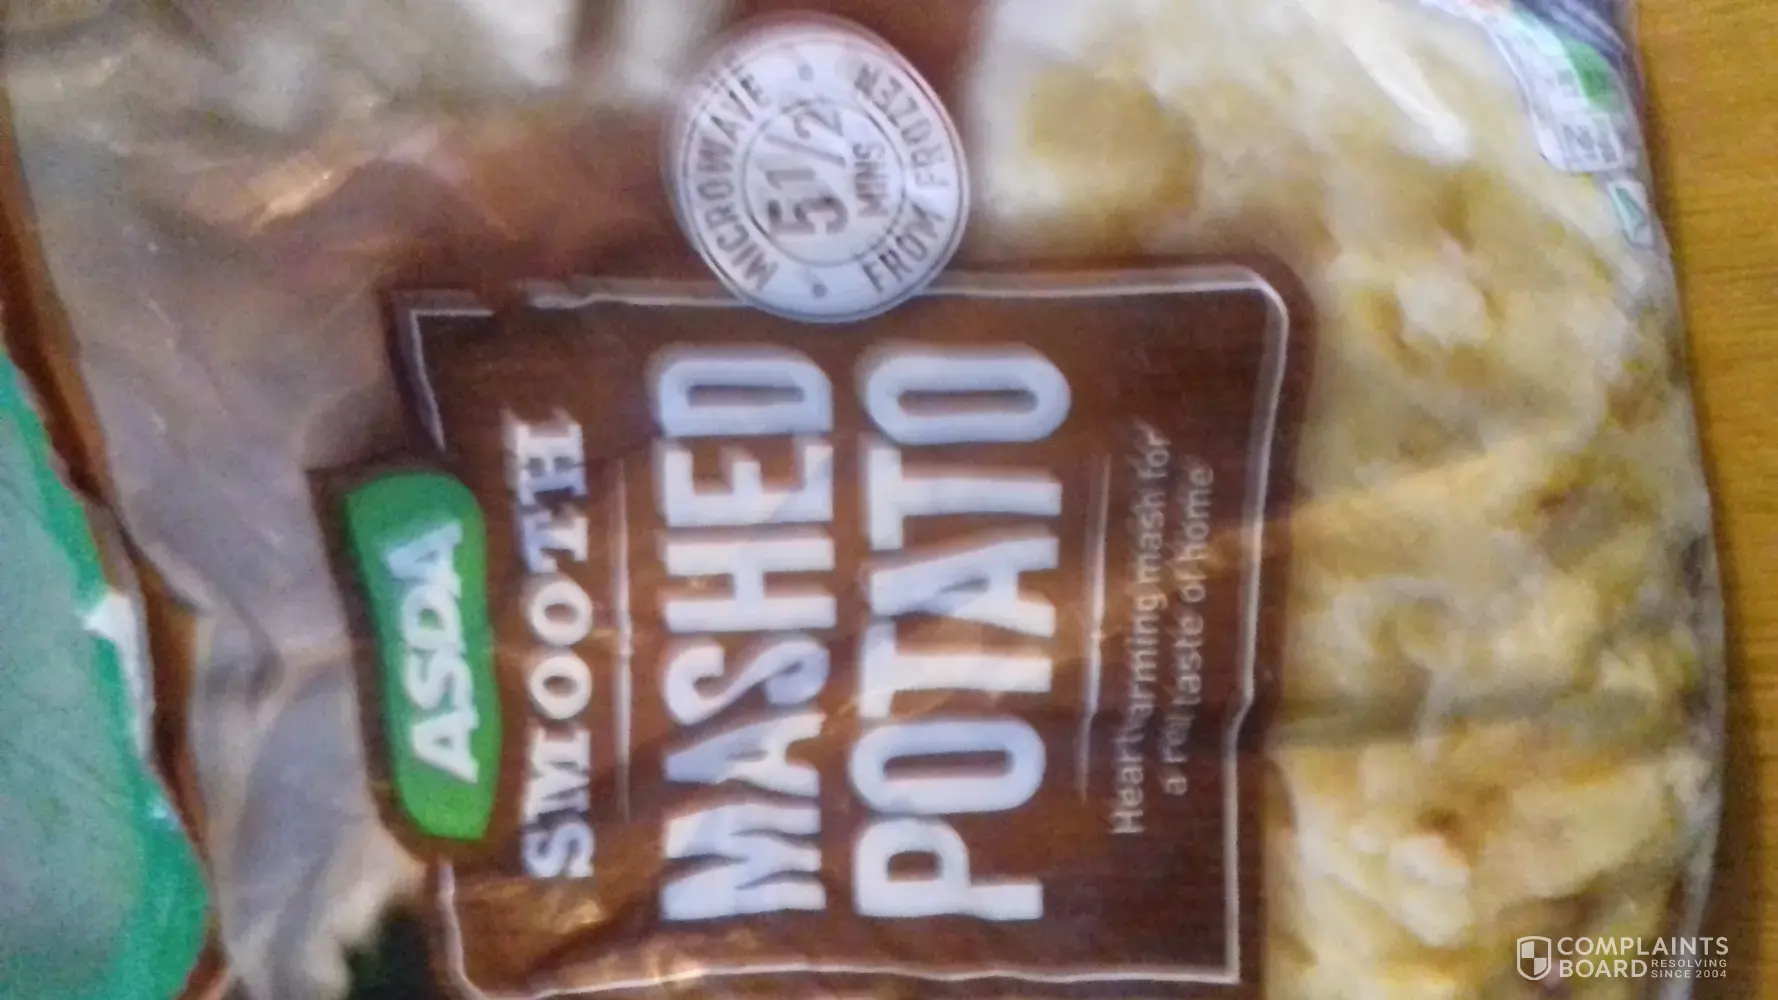 MICROWAVE
5 1/2
MINS
FROM FROZEN
ASDA
SMOOTH
MASHED
POTATO
Heartwarming mash for
a real taste of home
COMPLAINTS
BOARD RESOLVING
SINCE 2004